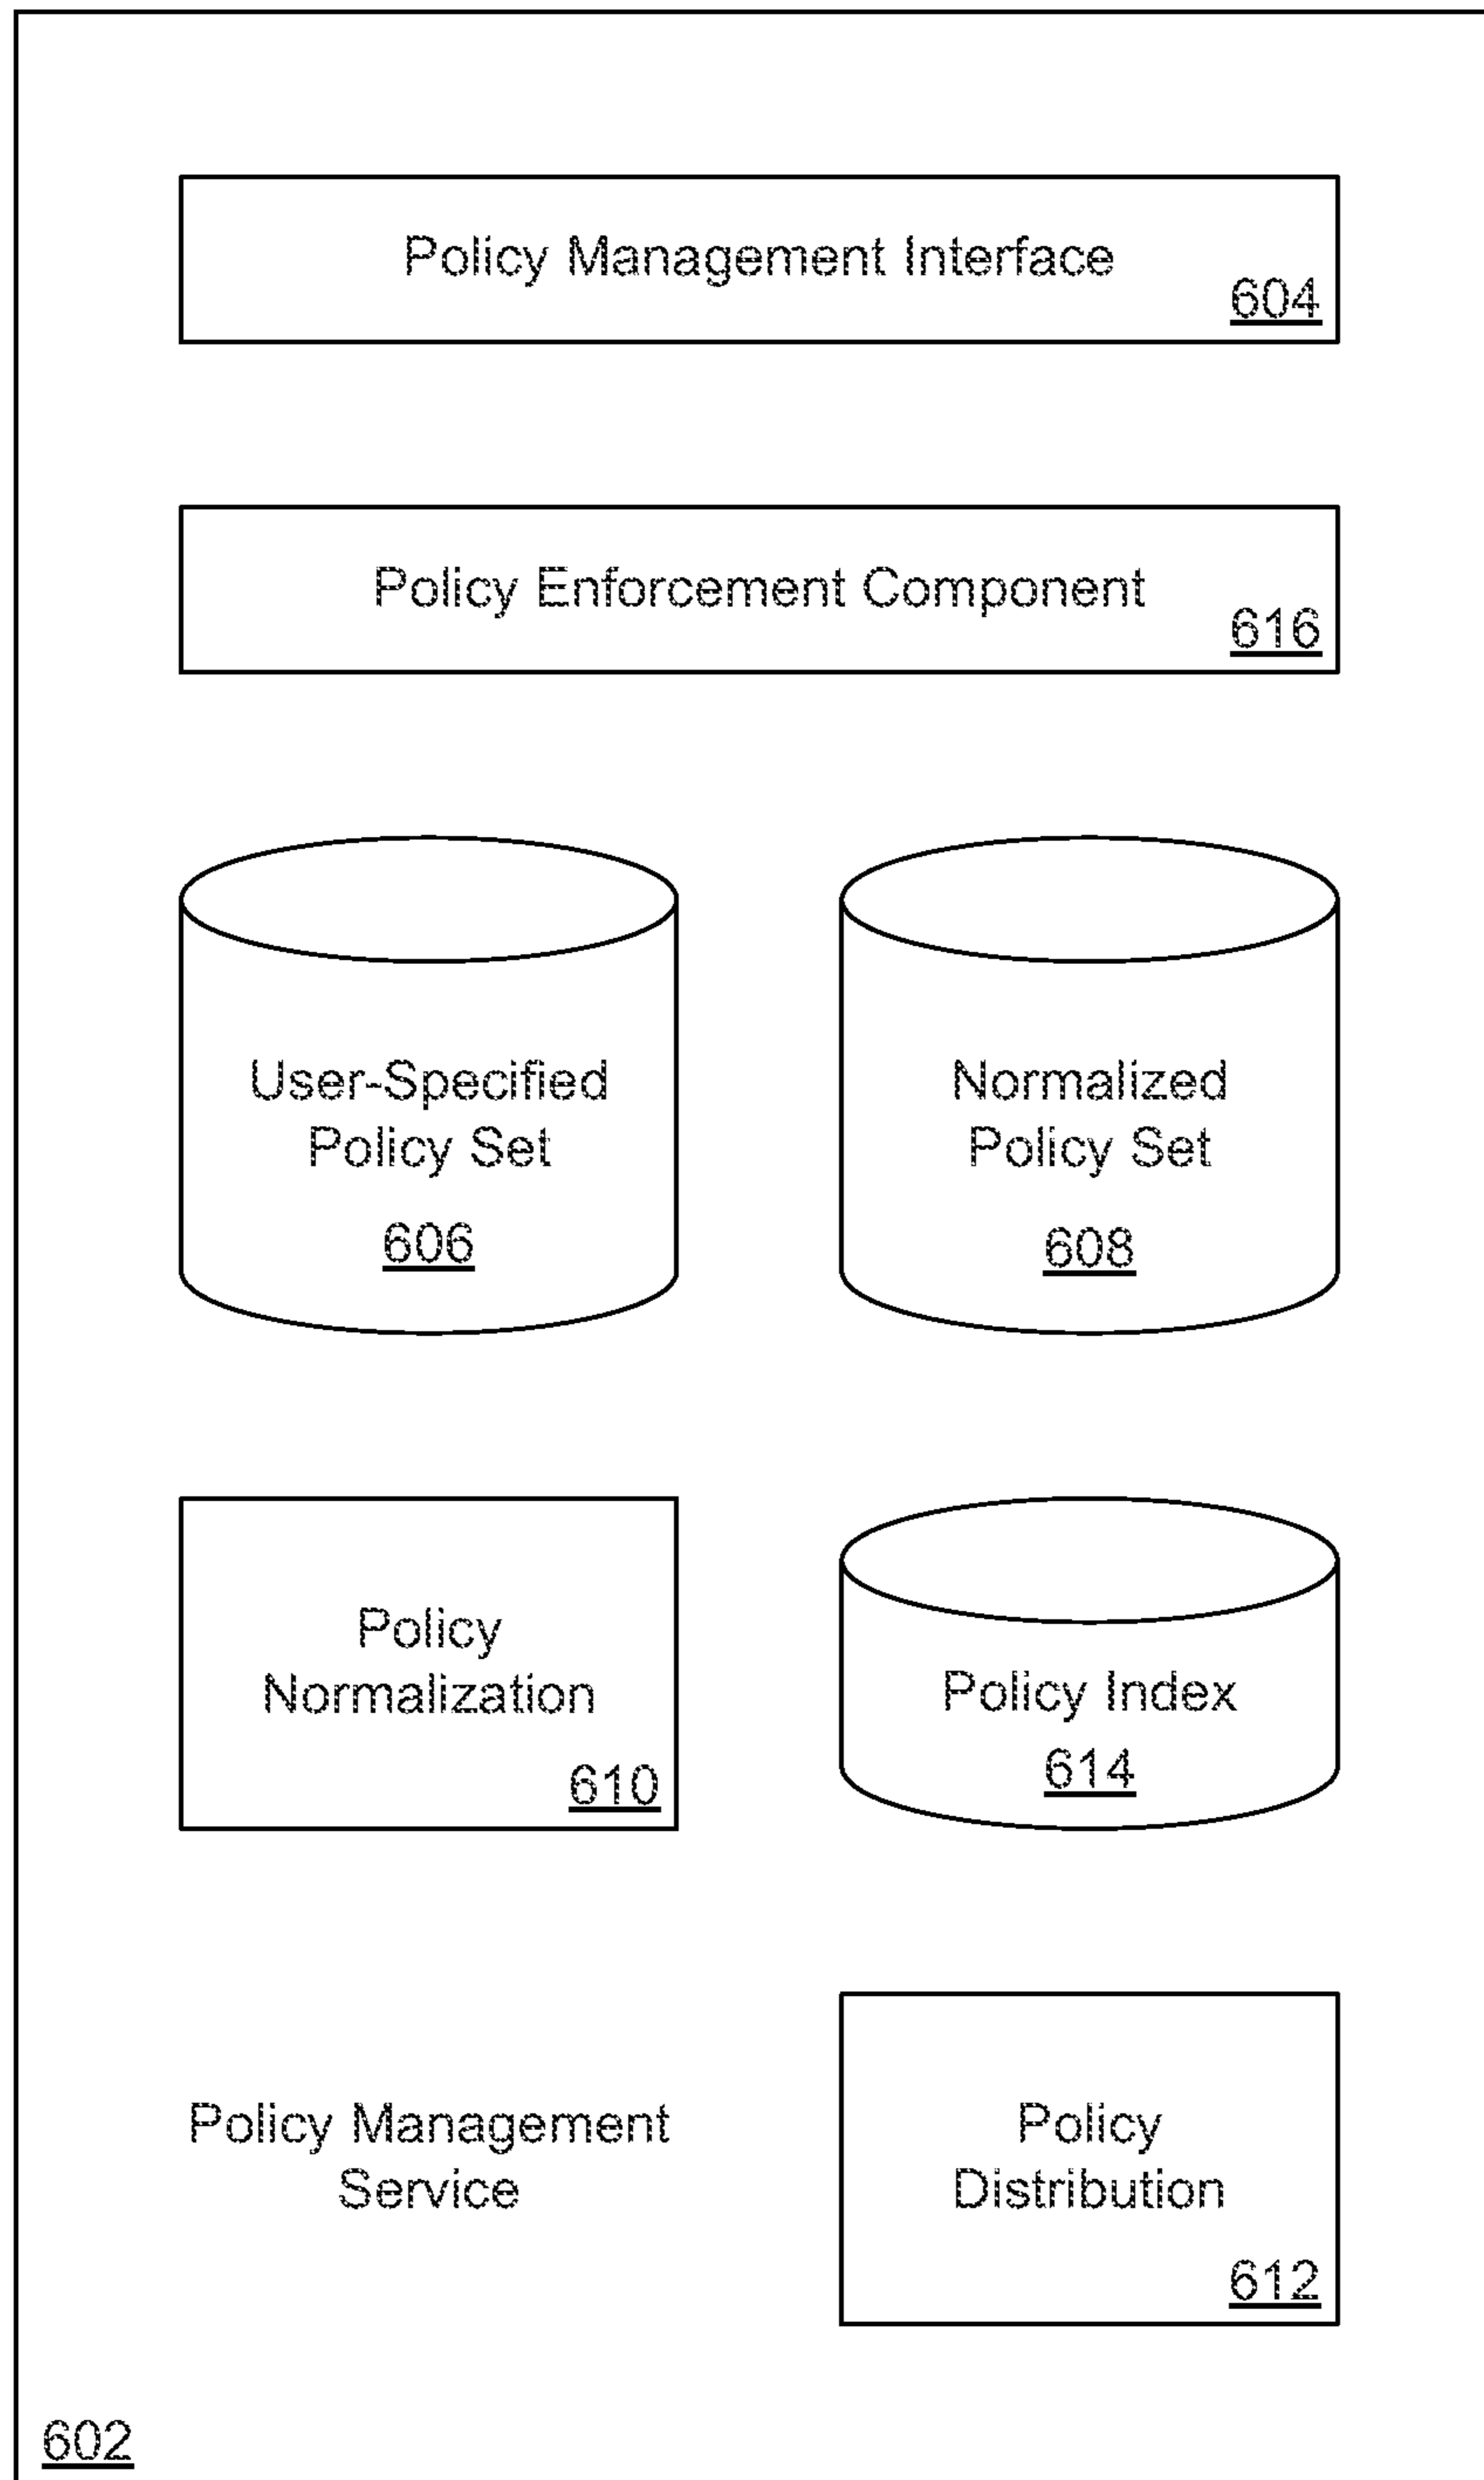 Policy Management Interface
604
Policy Enforcement Component
616
User-Specified
Policy Set
606
Normalized
Policy Set
608
Policy
Normalization
610
Policy Index
614
Policy Management
Service
Policy
Distribution
612
602